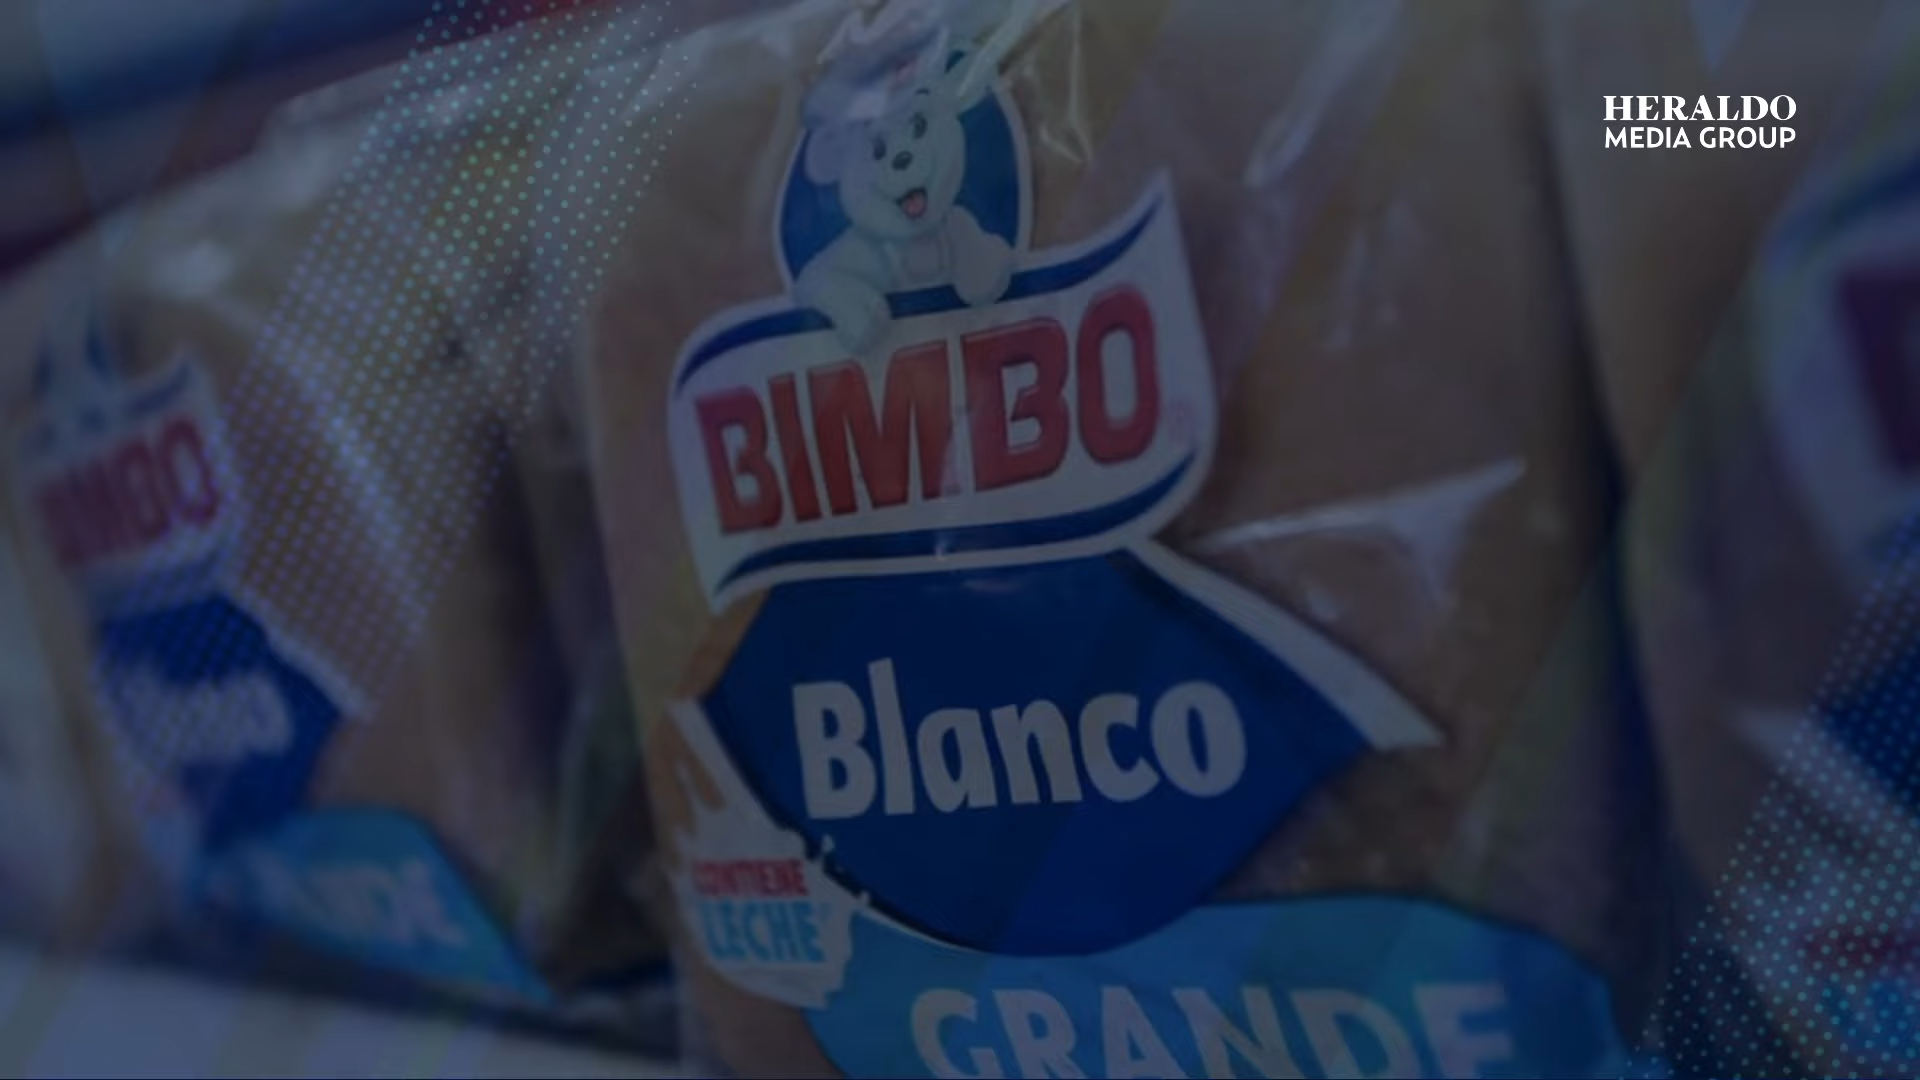 HERALDO
MEDIA GROUP
BIMBO
Blanco
CONTIENE
LECHE
GRANDE
BIMBO